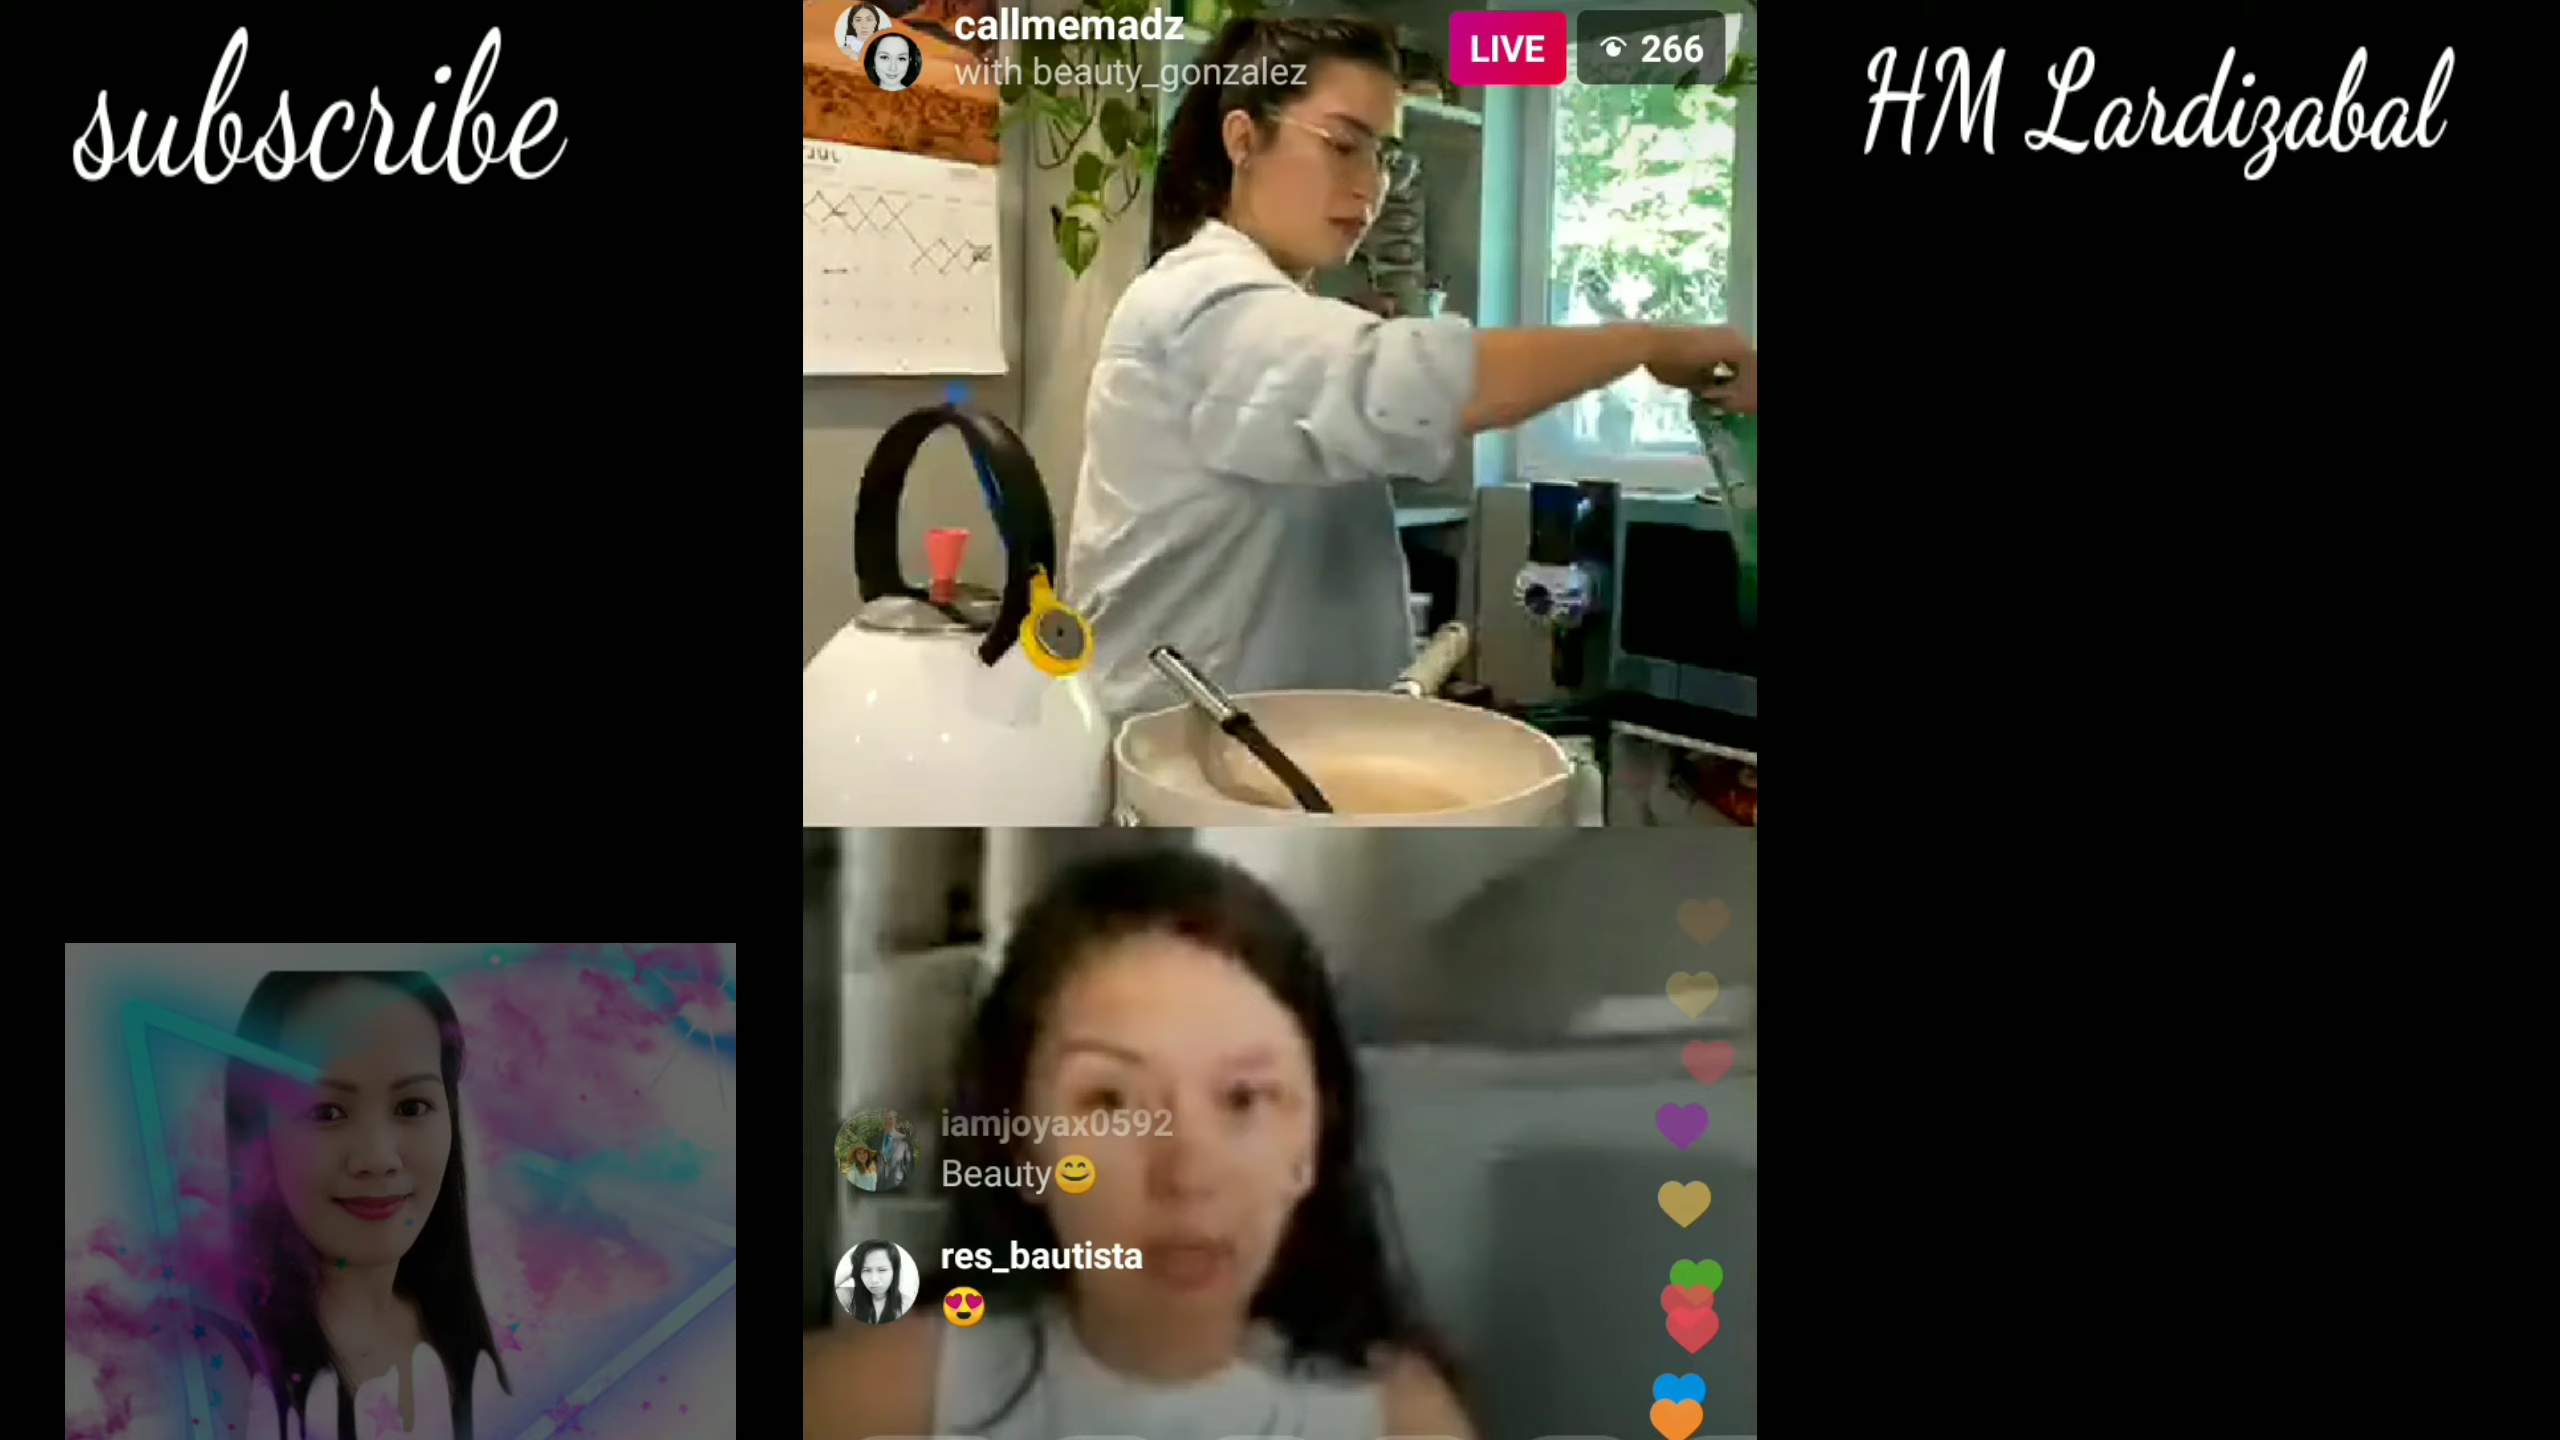 subscribe
callmemadz
with beauty_gonzalez
LIVE
266
HM Lardizabal
iamjoyax0592
Beauty😊
res_bautista
😍